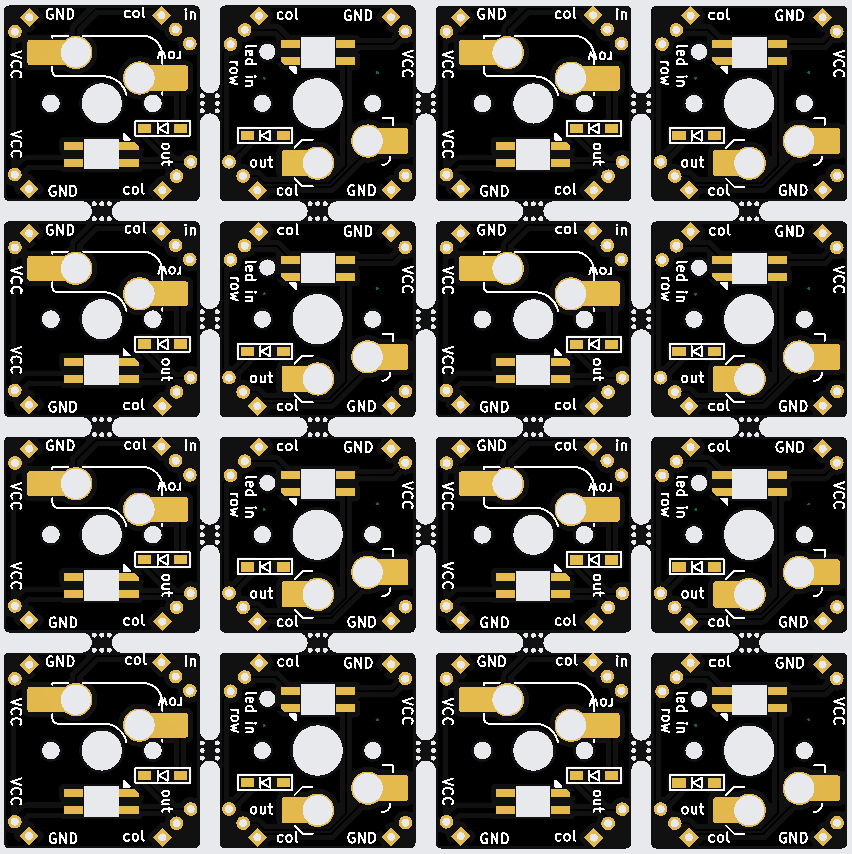 GND
col
in
VCC
row
VCC
out
GND
col
col
GND
led in
row
VCC
out
col
GND
GND
col
in
VCC
row
VCC
out
GND
col
col
GND
led in
row
VCC
out
col
GND
GND
col
in
VCC
row
VCC
out
GND
col
col
GND
led in
row
VCC
out
col
GND
GND
col
in
VCC
row
VCC
out
GND
col
col
GND
led in
row
VCC
out
col
GND
GND
col
in
VCC
row
VCC
out
GND
col
col
GND
led in
row
VCC
out
col
GND
GND
col
in
VCC
row
VCC
out
GND
col
col
GND
led in
row
VCC
out
col
GND
GND
col
in
VCC
row
VCC
out
GND
col
col
GND
led in
row
VCC
out
col
GND
GND
col
in
VCC
row
VCC
out
GND
col
col
GND
led in
row
VCC
out
col
GND